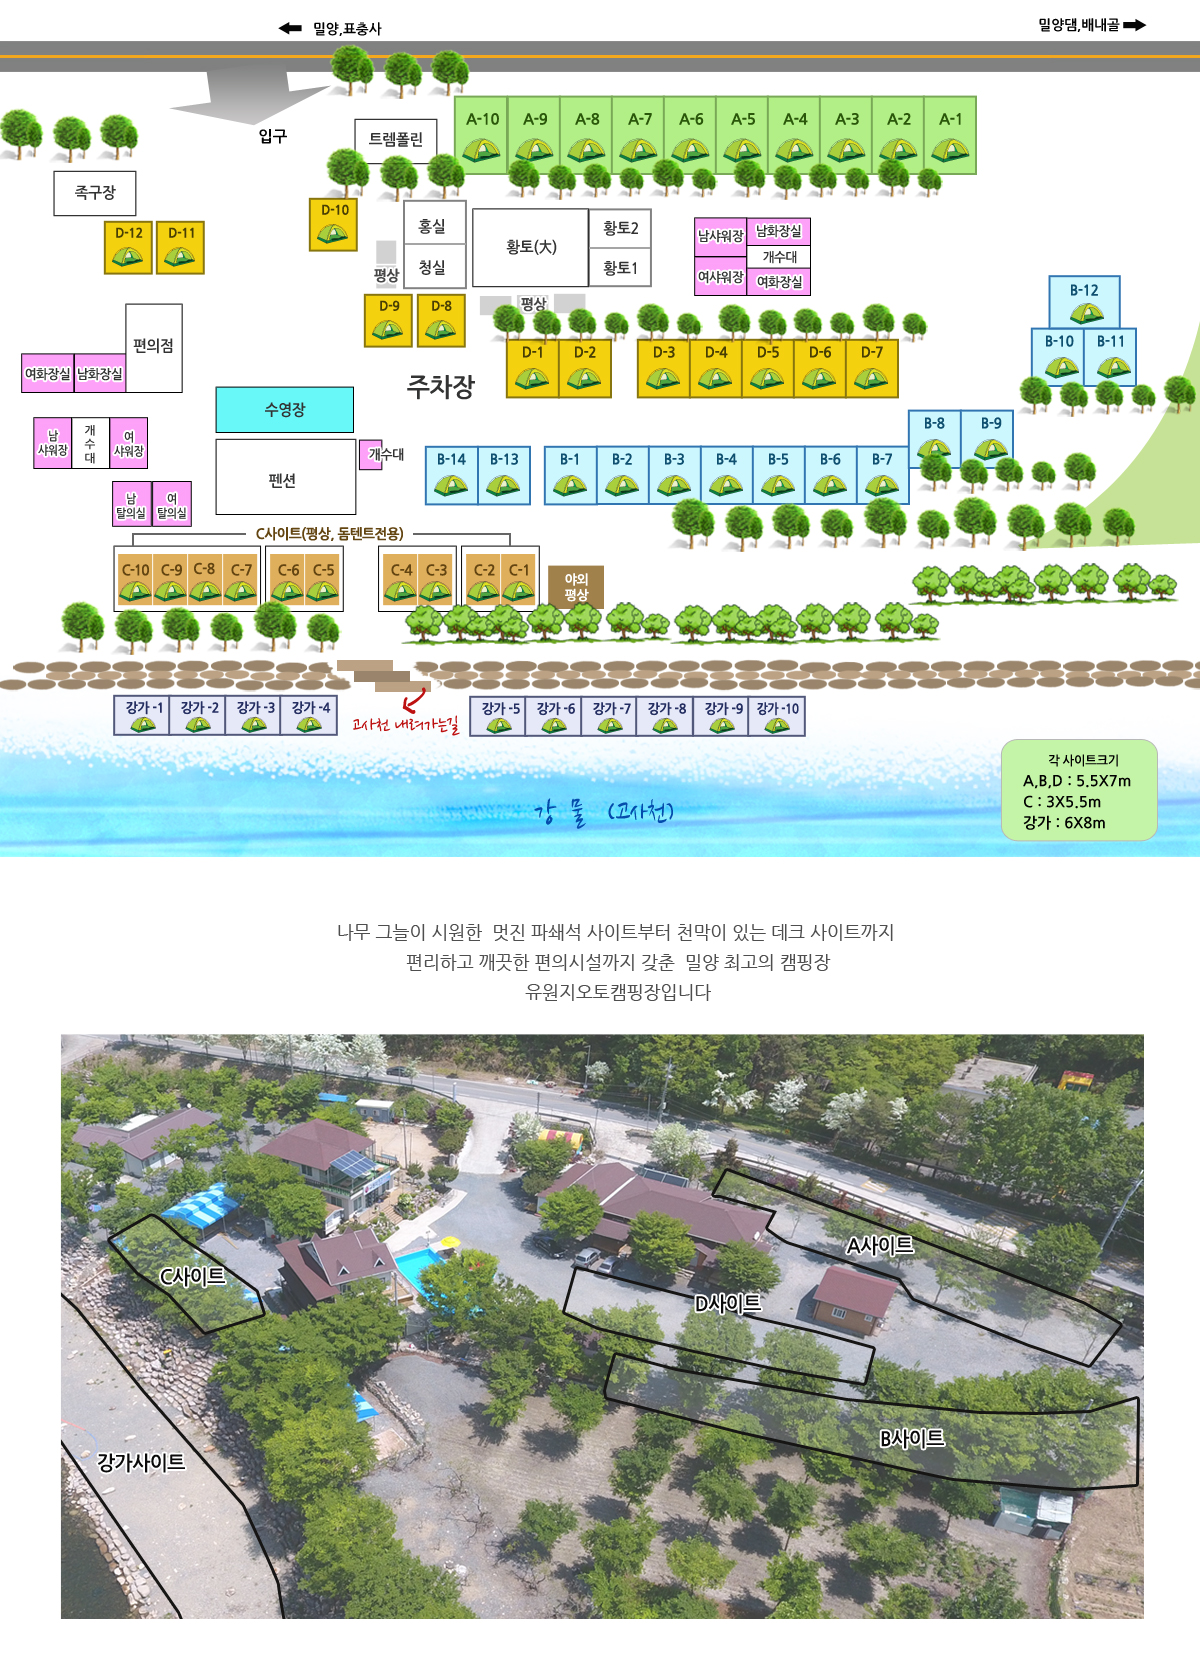 밀양,표충사
밀양댐,배내골
입구
트렘폴린
A-10 A-9 A-8 A-7 A-6 A-5 A-4 A-3 A-2 A-1
족구장
D-12 D-11
D-10
홍실
청실
황토(大)
황토2
황토1
남샤워장 남화장실
개수대
여샤워장 여화장실
평상
평상
D-9 D-8
B-12
B-10 B-11
편의점
여화장실 남화장실
D-1 D-2 D-3 D-4 D-5 D-6 D-7
주차장
수영장
펜션
개수대
남
샤워장
개
수
대
여
샤워장
B-8 B-9
B-14 B-13 B-1 B-2 B-3 B-4 B-5 B-6 B-7
남
탈의실
여
탈의실
C사이트(평상, 돔텐트전용)
C-10 C-9 C-8 C-7 C-6 C-5 C-4 C-3 C-2 C-1
야외
평상
강가 -1 강가 -2 강가 -3 강가 -4
고사천 내려가는길
강가 -5 강가 -6 강가 -7 강가 -8 강가 -9 강가 -10
강 물 (고사천)
각 사이트크기
A,B,D : 5.5X7m
C : 3X5.5m
강가 : 6X8m
나무 그늘이 시원한 멋진 파쇄석 사이트부터 천막이 있는 데크 사이트까지
편리하고 깨끗한 편의시설까지 갖춘 밀양 최고의 캠핑장
유원지오토캠핑장입니다
A사이트
C사이트
D사이트
B사이트
강가사이트